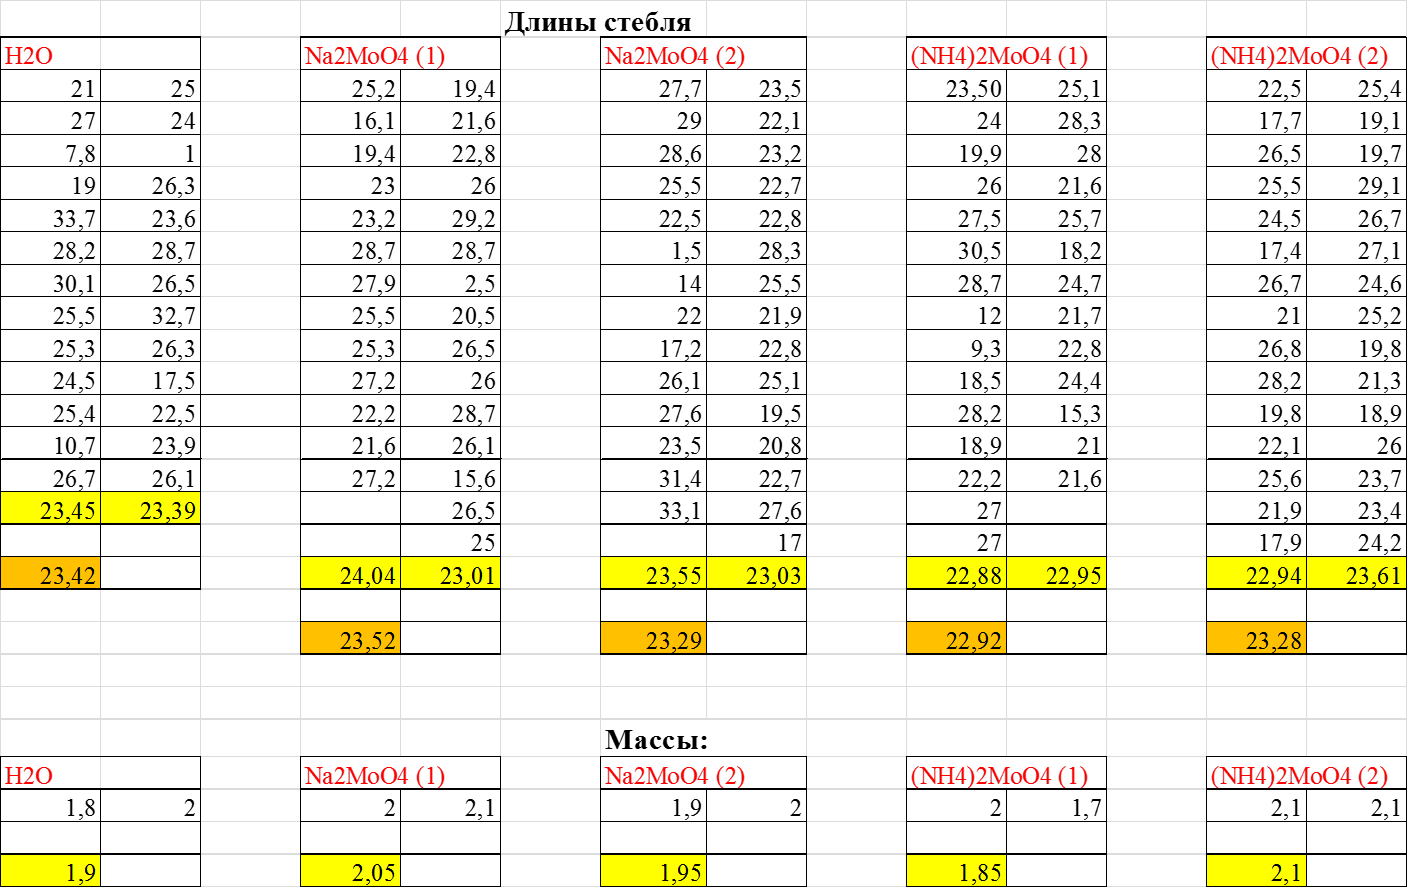 Длины стебля
H2O Na2MoO4 (1) Na2MoO4 (2) (NH4)2MoO4 (1) (NH4)2MoO4 (2)
21 25 25,2 19,4 27,7 23,5 23,50 25,1 22,5 25,4
27 24 16,1 21,6 29 22,1 24 28,3 17,7 19,1
7,8 1 19,4 22,8 28,6 23,2 19,9 28 26,5 19,7
19 26,3 23 26 25,5 22,7 26 21,6 25,5 29,1
33,7 23,6 23,2 29,2 22,5 22,8 27,5 25,7 24,5 26,7
28,2 28,7 28,7 28,7 1,5 28,3 30,5 18,2 17,4 27,1
30,1 26,5 27,9 2,5 14 25,5 28,7 24,7 26,7 24,6
25,5 32,7 25,5 20,5 22 21,9 12 21,7 21 25,2
25,3 26,3 25,3 26,5 17,2 22,8 9,3 22,8 26,8 19,8
24,5 17,5 27,2 26 26,1 25,1 18,5 24,4 28,2 21,3
25,4 22,5 22,2 28,7 27,6 19,5 28,2 15,3 19,8 18,9
10,7 23,9 21,6 26,1 23,5 20,8 18,9 21 22,1 26
26,7 26,1 27,2 15,6 31,4 22,7 22,2 21,6 25,6 23,7
23,45 23,39 26,5 33,1 27,6 27 21,9 23,4
25 17 27 17,9 24,2
23,42 24,04 23,01 23,55 23,03 22,88 22,95 22,94 23,61
23,52 23,29 22,92 23,28
Массы:
H2O Na2MoO4 (1) Na2MoO4 (2) (NH4)2MoO4 (1) (NH4)2MoO4 (2)
1,8 2 2 2,1 1,9 2 2 1,7 2,1 2,1
1,9 2,05 1,95 1,85 2,1